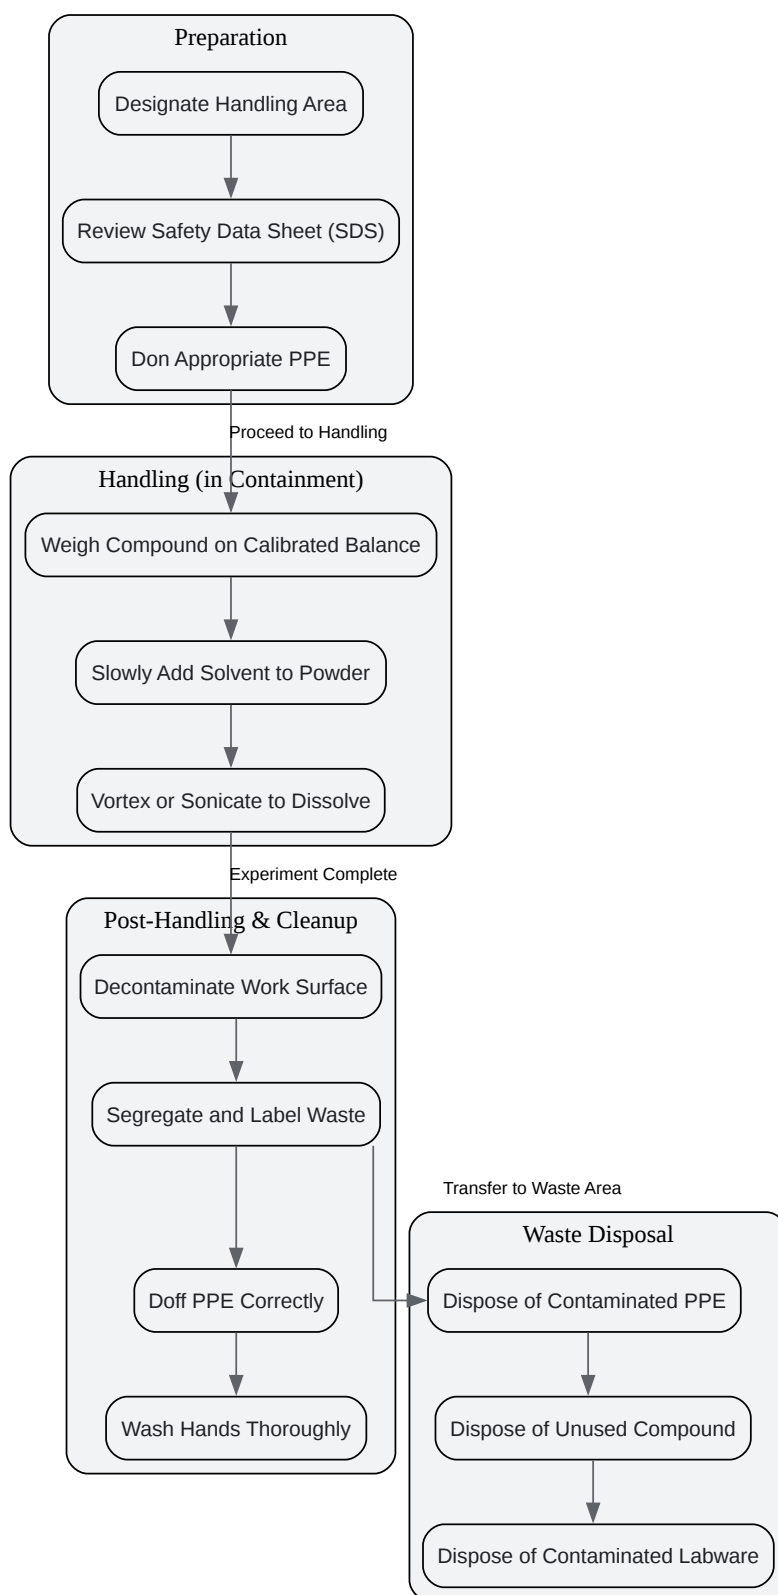 Preparation
Designate Handling Area
Review Safety Data Sheet (SDS)
Don Appropriate PPE
Proceed to Handling
Handling (in Containment)
Weigh Compound on Calibrated Balance
Slowly Add Solvent to Powder
Vortex or Sonicate to Dissolve
Experiment Complete
Post-Handling & Cleanup
Decontaminate Work Surface
Segregate and Label Waste
Doff PPE Correctly
Wash Hands Thoroughly
Transfer to Waste Area
Waste Disposal
Dispose of Contaminated PPE
Dispose of Unused Compound
Dispose of Contaminated Labware